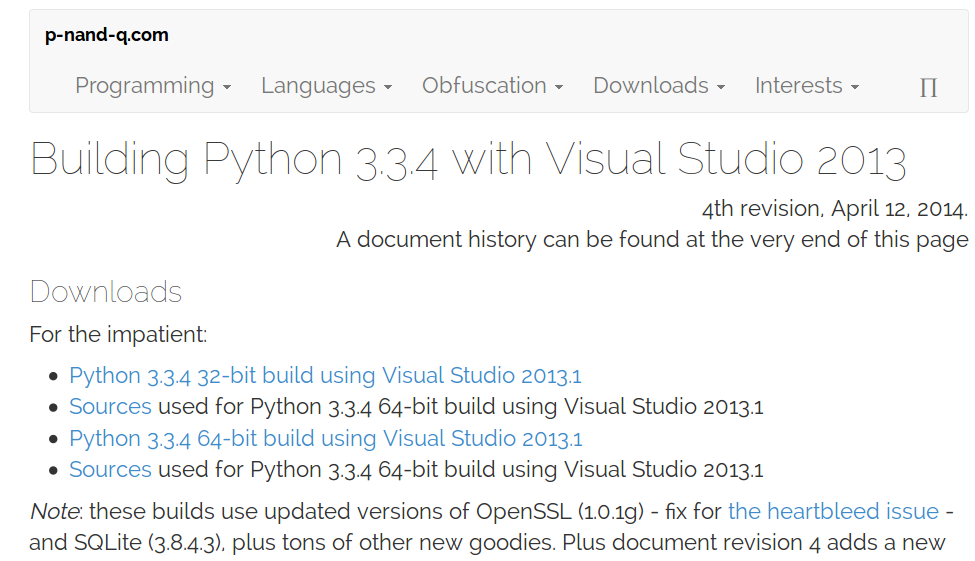 p-nand-q.com
Programming Languages Obfuscation Downloads Interests ∏
Building Python 3.3.4 with Visual Studio 2013
4th revision, April 12, 2014.
A document history can be found at the very end of this page
Downloads
For the impatient:
• Python 3.3.4 32-bit build using Visual Studio 2013.1
• Sources used for Python 3.3.4 64-bit build using Visual Studio 2013.1
• Python 3.3.4 64-bit build using Visual Studio 2013.1
• Sources used for Python 3.3.4 64-bit build using Visual Studio 2013.1
Note: these builds use updated versions of OpenSSL (1.0.1g) - fix for the heartbleed issue -
and SQLite (3.8.4.3), plus tons of other new goodies. Plus document revision 4 adds a new